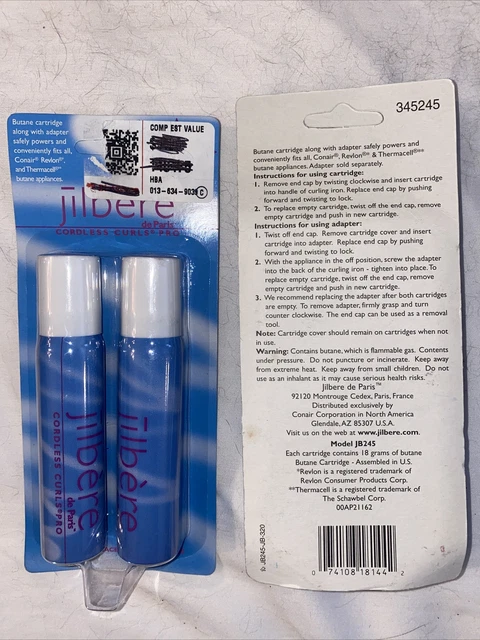 Butane cartridge
along with adapter
safely powers and
conveniently fits all,
Conair® Revlon®*,
and Thermacell®**
butane appliances.
COMP EST VALUE
HBA
013-834-9039 C
jilbère
de Paris™
CORDLESS CURLS® PRO
jilbère
de Paris™
CORDLESS CURLS® PRO
jilbère
345245
Butane cartridge along with adapter safely powers and
conveniently fits all, Conair®, Revlon®* & Thermacell®**
butane appliances. Adapter sold separately.
Instructions for using cartridge:
1. Remove end cap by twisting clockwise and insert cartridge
into handle of curling iron. Replace end cap by pushing
forward and twisting to lock.
2. To replace empty cartridge, twist off the end cap, remove
empty cartridge and push in new cartridge.
Instructions for using adapter:
1. Twist off end cap. Remove cartridge cover and insert
cartridge into adapter. Replace end cap by pushing
forward and twisting to lock.
2. With the appliance in the off position, screw the adapter
into the back of the curling iron - tighten into place. To
replace empty cartridge, twist off the end cap, remove
empty cartridge and push in new cartridge.
3. We recommend replacing the adapter after both cartridges
are empty. To remove adapter, firmly grasp and turn
counter clockwise. The end cap can be used as a removal
tool.
Note: Cartridge cover should remain on cartridges when not
in use.
Warning: Contains butane, which is flammable gas. Contents
under pressure. Do not puncture or incinerate. Keep away
from extreme heat. Keep away from small children. Do not
use as an inhalant as it may cause serious health risks.
Jilbere de Paris™
92120 Montrouge Cedex, Paris, France
Distributed exclusively by
Conair Corporation in North America
Glendale, AZ 85307 U.S.A.
Visit us on the web at www.jilbere.com.
Model JB245
Each cartridge contains 18 grams of butane
Butane Cartridge - Assembled in U.S.
*Revlon is a registered trademark of
Revlon Consumer Products Corp.
**Thermacell is a registered trademark of
The Schawbel Corp.
00AP21162
JB245-JB-320
0 74108 18144 2